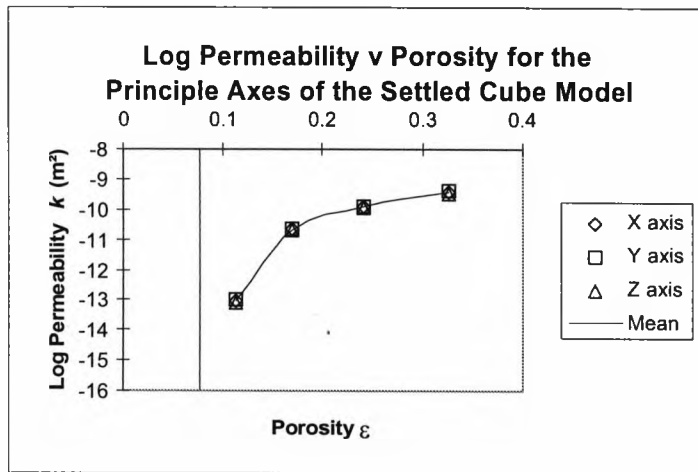 Log Permeability v Porosity for the
Principle Axes of the Settled Cube Model
0 0.1 0.2 0.3 0.4
-8
-9
-10
-11
-12
-13
-14
-15
-16
Log Permeability k (m²)
Porosity ε
X axis
Y axis
Z axis
Mean